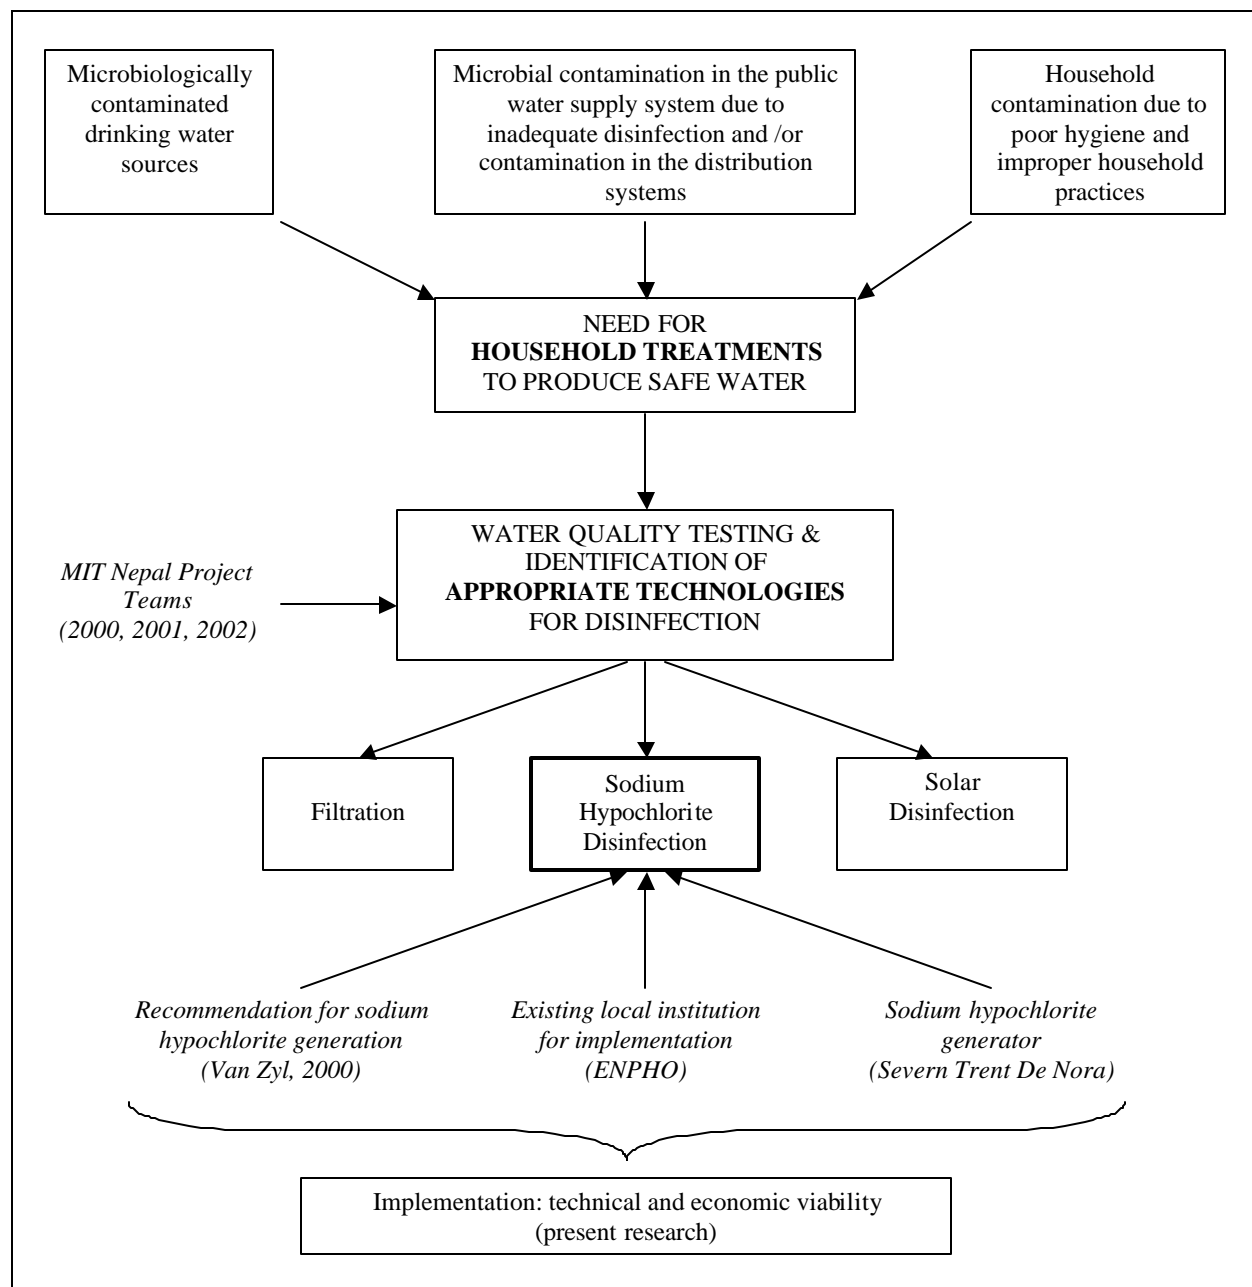 Microbiologically
contaminated
drinking water
sources
Microbial contamination in the public
water supply system due to
inadequate disinfection and /or
contamination in the distribution
systems
Household
contamination due to
poor hygiene and
improper household
practices
NEED FOR
HOUSEHOLD TREATMENTS
TO PRODUCE SAFE WATER
MIT Nepal Project
Teams
(2000, 2001, 2002)
WATER QUALITY TESTING &
IDENTIFICATION OF
APPROPRIATE TECHNOLOGIES
FOR DISINFECTION
Filtration
Sodium
Hypochlorite
Disinfection
Solar
Disinfection
Recommendation for sodium
hypochlorite generation
(Van Zyl, 2000)
Existing local institution
for implementation
(ENPHO)
Sodium hypochlorite
generator
(Severn Trent De Nora)
Implementation: technical and economic viability
(present research)